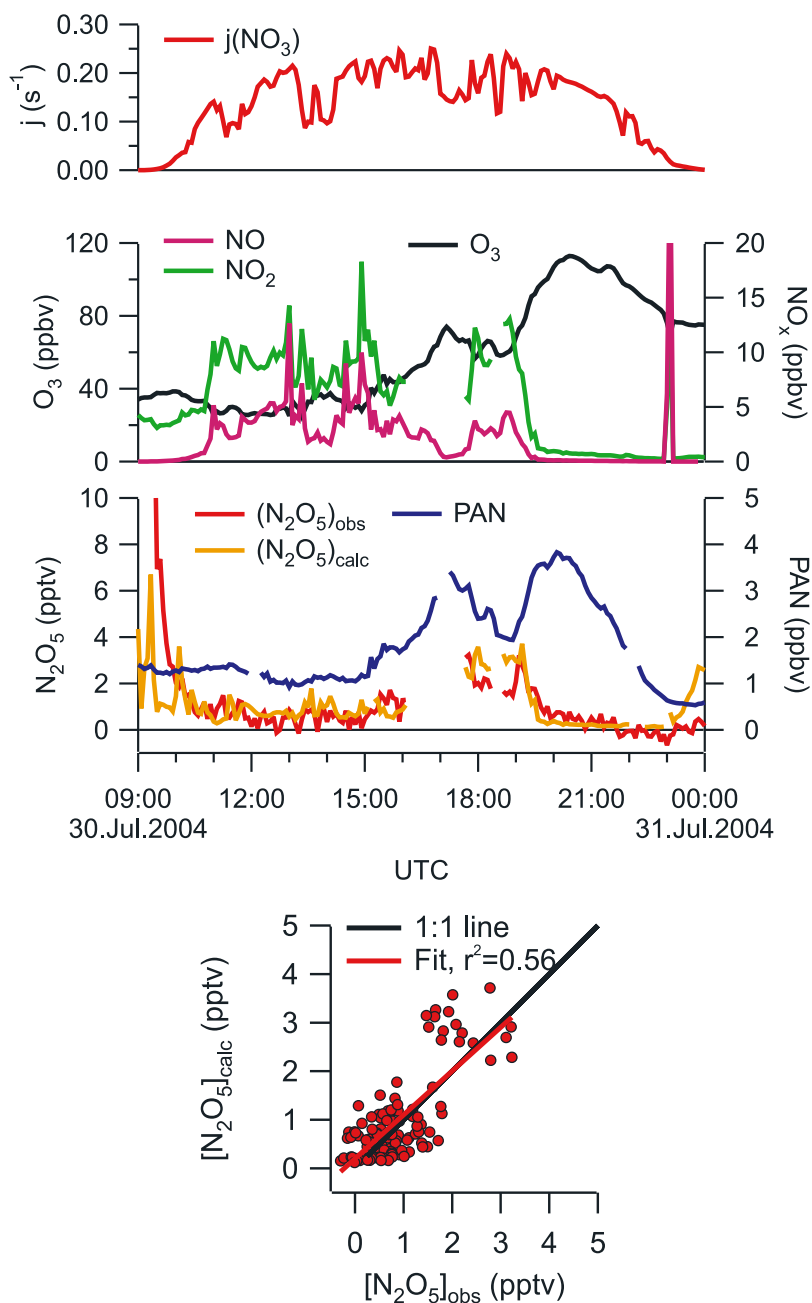 j(NO₃)
j (s⁻¹)
0.30
0.20
0.10
0.00
NO
NO₂
O₃
O₃ (ppbv)
120
80
40
0
NOₓ (ppbv)
20
15
10
5
0
(N₂O₅)obs
(N₂O₅)calc
PAN
N₂O₅ (pptv)
10
8
6
4
2
0
PAN (ppbv)
5
4
3
2
1
0
09:00 12:00 15:00 18:00 21:00 00:00
30.Jul.2004 31.Jul.2004
UTC
1:1 line
Fit, r²=0.56
[N₂O₅]calc (pptv)
5
4
3
2
1
0
0 1 2 3 4 5
[N₂O₅]obs (pptv)